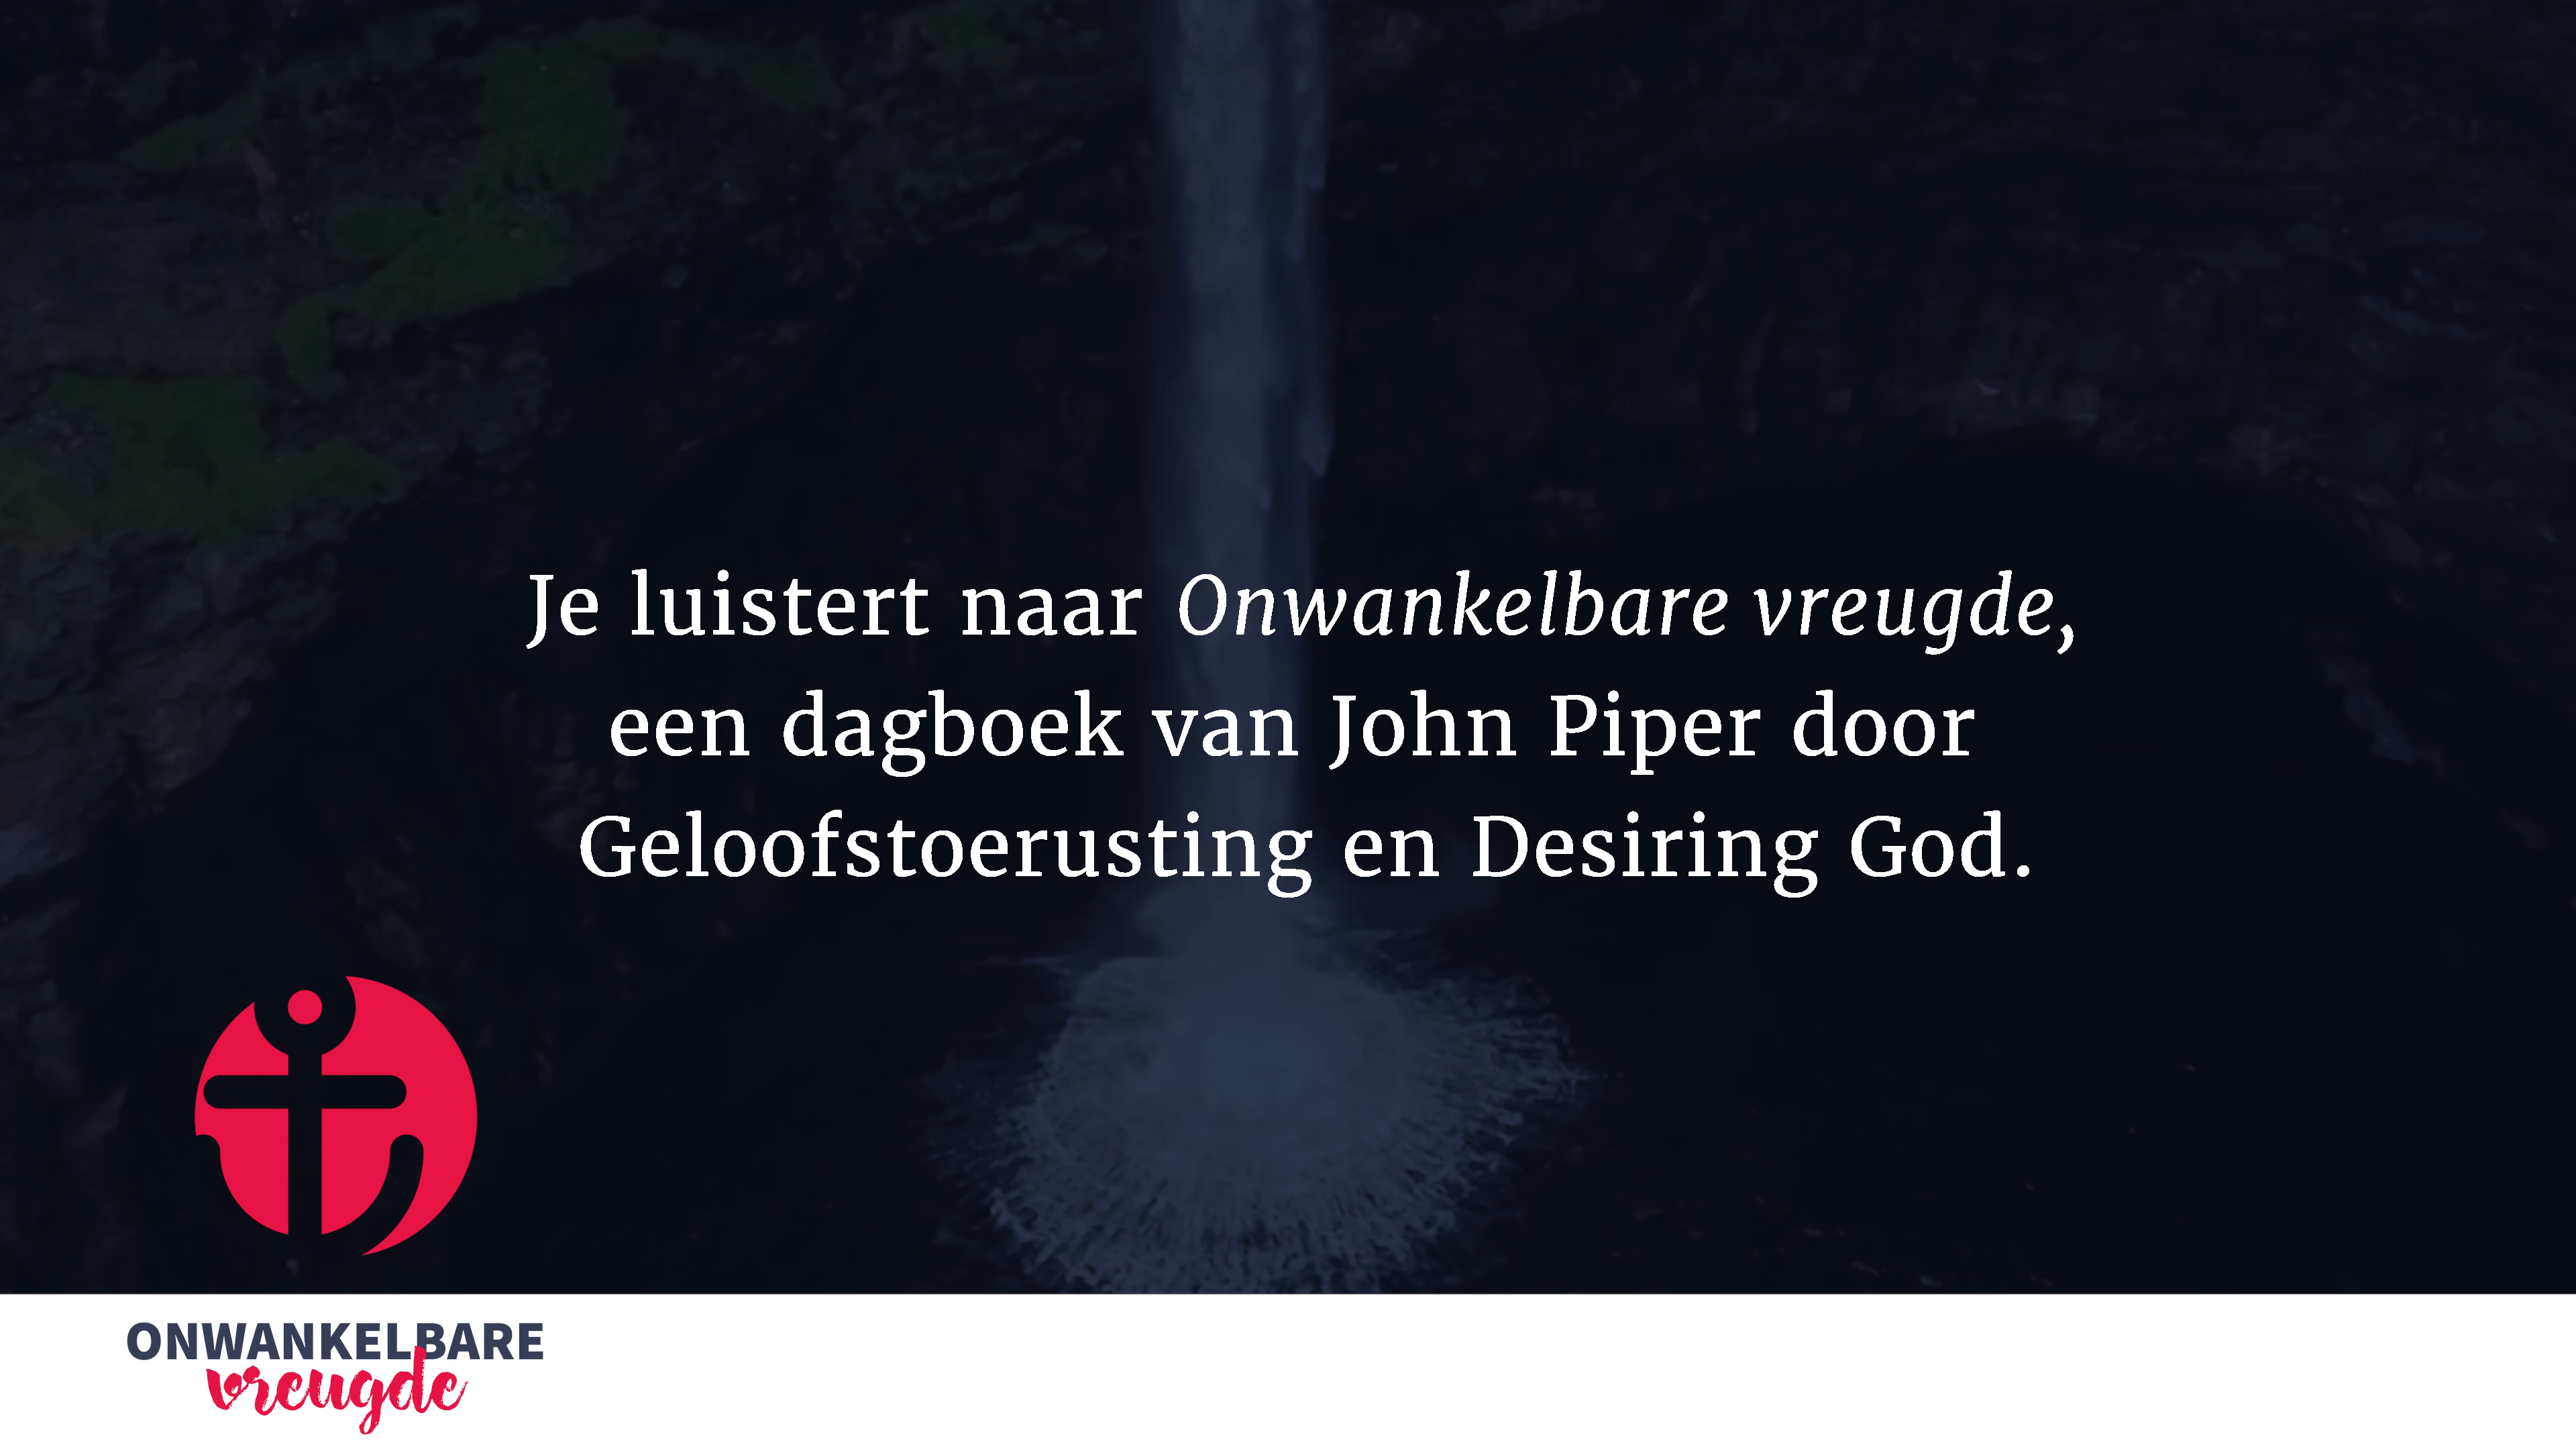 Je luistert naar Onwankelbare vreugde,
een dagboek van John Piper door
Geloofstoerusting en Desiring God.
ONWANKELBARE
vreugde